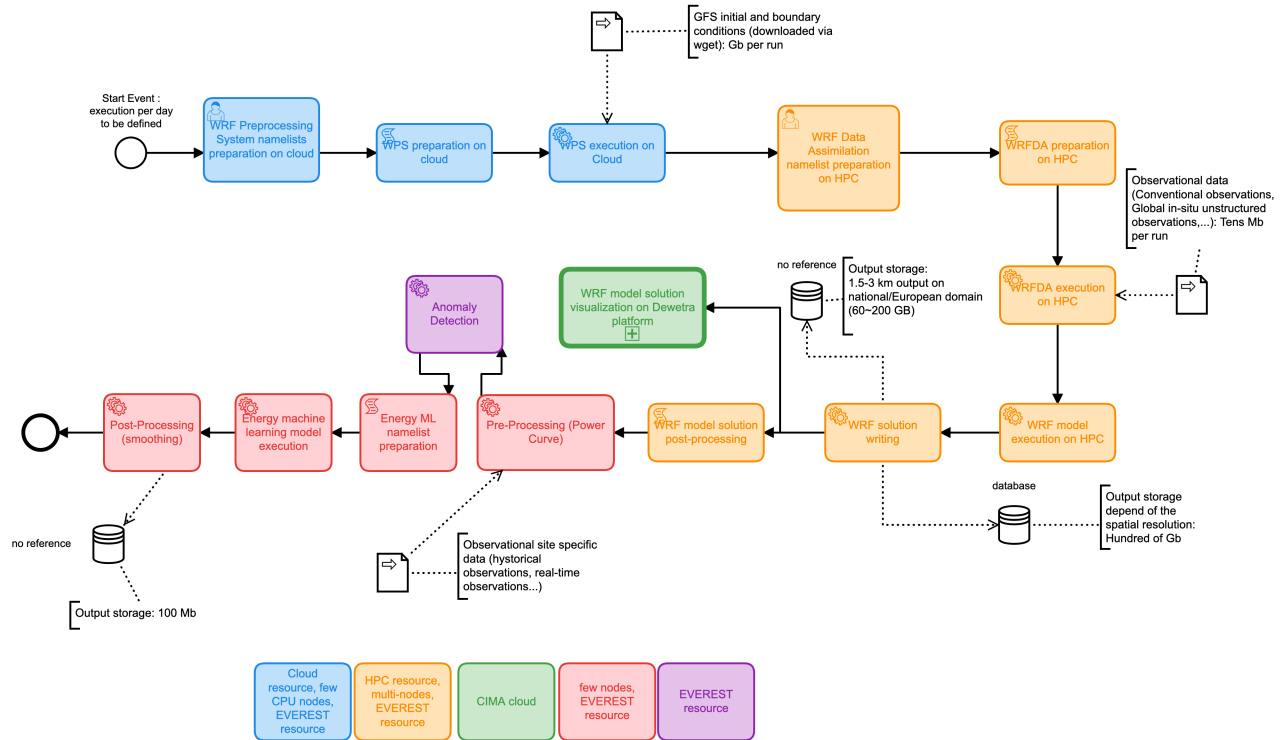 GFS initial and boundary
conditions (downloaded via
wget): Gb per run
Start Event :
execution per day
to be defined
WRF Preprocessing
System namelists
preparation on cloud
WPS preparation on
cloud
WPS execution on
Cloud
WRF Data
Assimilation
namelist preparation
on HPC
WRFDA preparation
on HPC
Observational data
(Conventional observations,
Global in-situ unstructured
observations,...): Tens Mb
per run
WRFDA execution
on HPC
no reference
Output storage:
1.5-3 km output on
national/European domain
(60~200 GB)
WRF model solution
visualization on Dewetra
platform
Anomaly
Detection
Post-Processing
(smoothing)
Energy machine
learning model
execution
Energy ML
namelist
preparation
Pre-Processing (Power
Curve)
WRF model solution
post-processing
WRF solution
writing
WRF model
execution on HPC
database
Output storage
depend of the
spatial resolution:
Hundred of Gb
no reference
Observational site specific
data (hystorical
observations, real-time
observations...)
Output storage: 100 Mb
Cloud
resource, few
CPU nodes,
EVEREST
resource
HPC resource,
multi-nodes,
EVEREST
resource
CIMA cloud
few nodes,
EVEREST
resource
EVEREST
resource